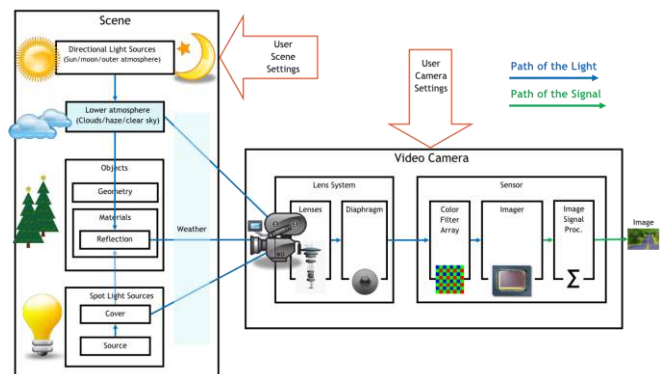 Scene
Directional Light Sources
(Sun/moon/outer atmosphere)
User
Scene
Settings
User
Camera
Settings
Path of the Light
Path of the Signal
Lower atmosphere
(Clouds/haze/clear sky)
Objects
Geometry
Materials
Reflection
Weather
Spot Light Sources
Cover
Source
Video Camera
Lens System
Lenses
Diaphragm
Sensor
Color
Filter
Array
Imager
Image
Signal
Proc.
Σ
Image